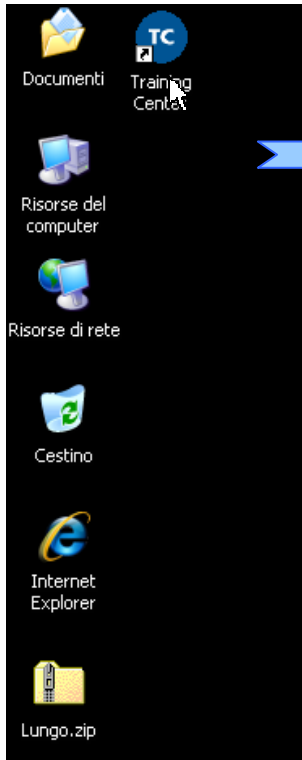 Documenti
TC
Training
Center
Risorse del
computer
Risorse di rete
Cestino
Internet
Explorer
Lungo.zip